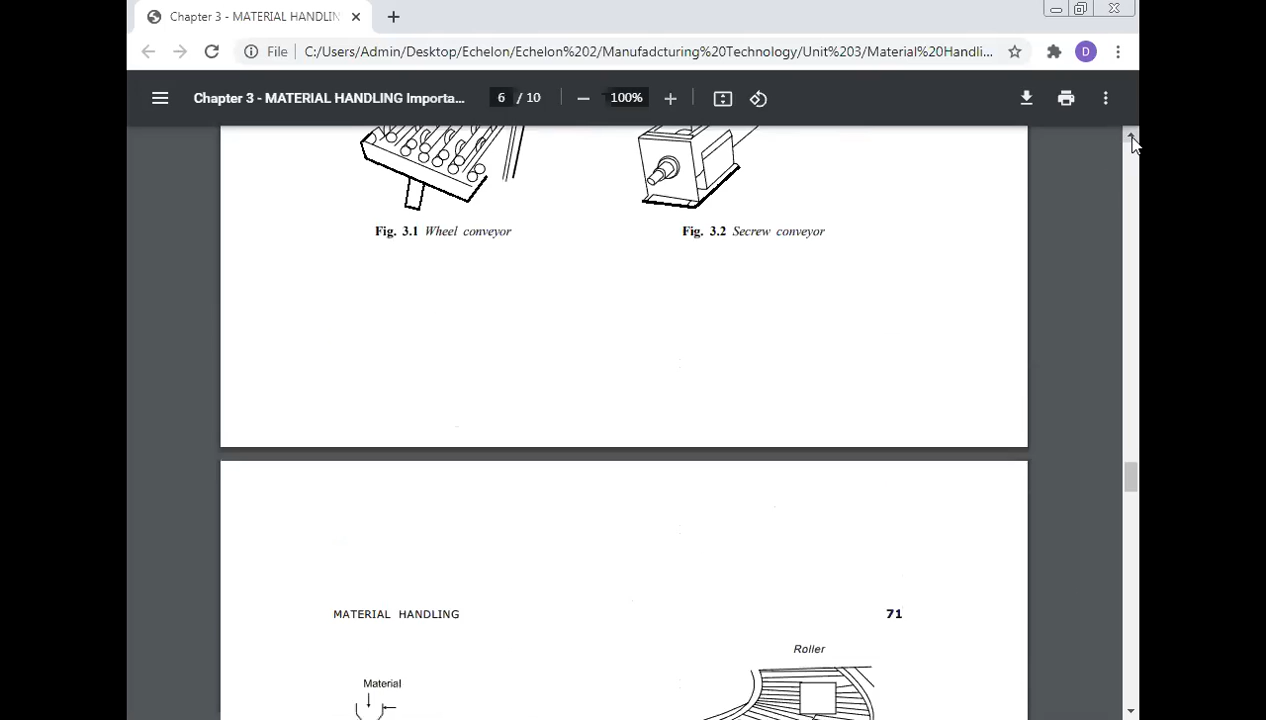 Chapter 3 - MATERIAL HANDLIN
File
C:/Users/Admin/Desktop/Echelon/Echelon%202/Manufadcturing%20Technology/Unit%203/Material%20Handli...
D
Chapter 3 - MATERIAL HANDLING Importa...
6 / 10
100%
Fig. 3.1 Wheel conveyor
Fig. 3.2 Secrew conveyor
MATERIAL HANDLING
71
Roller
Material